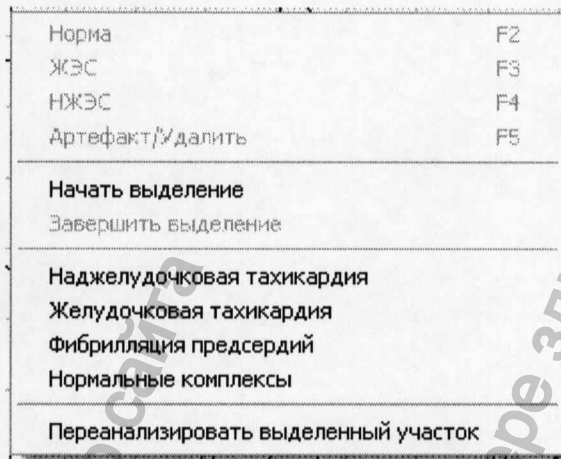 Норма F2
ЖЭС F3
НЖЭС F4
Артефакт/Удалить F5
Начать выделение
Завершить выделение
Наджелудочковая тахикардия
Желудочковая тахикардия
Фибрилляция предсердий
Нормальные комплексы
Переанализировать выделенный участок
сайта